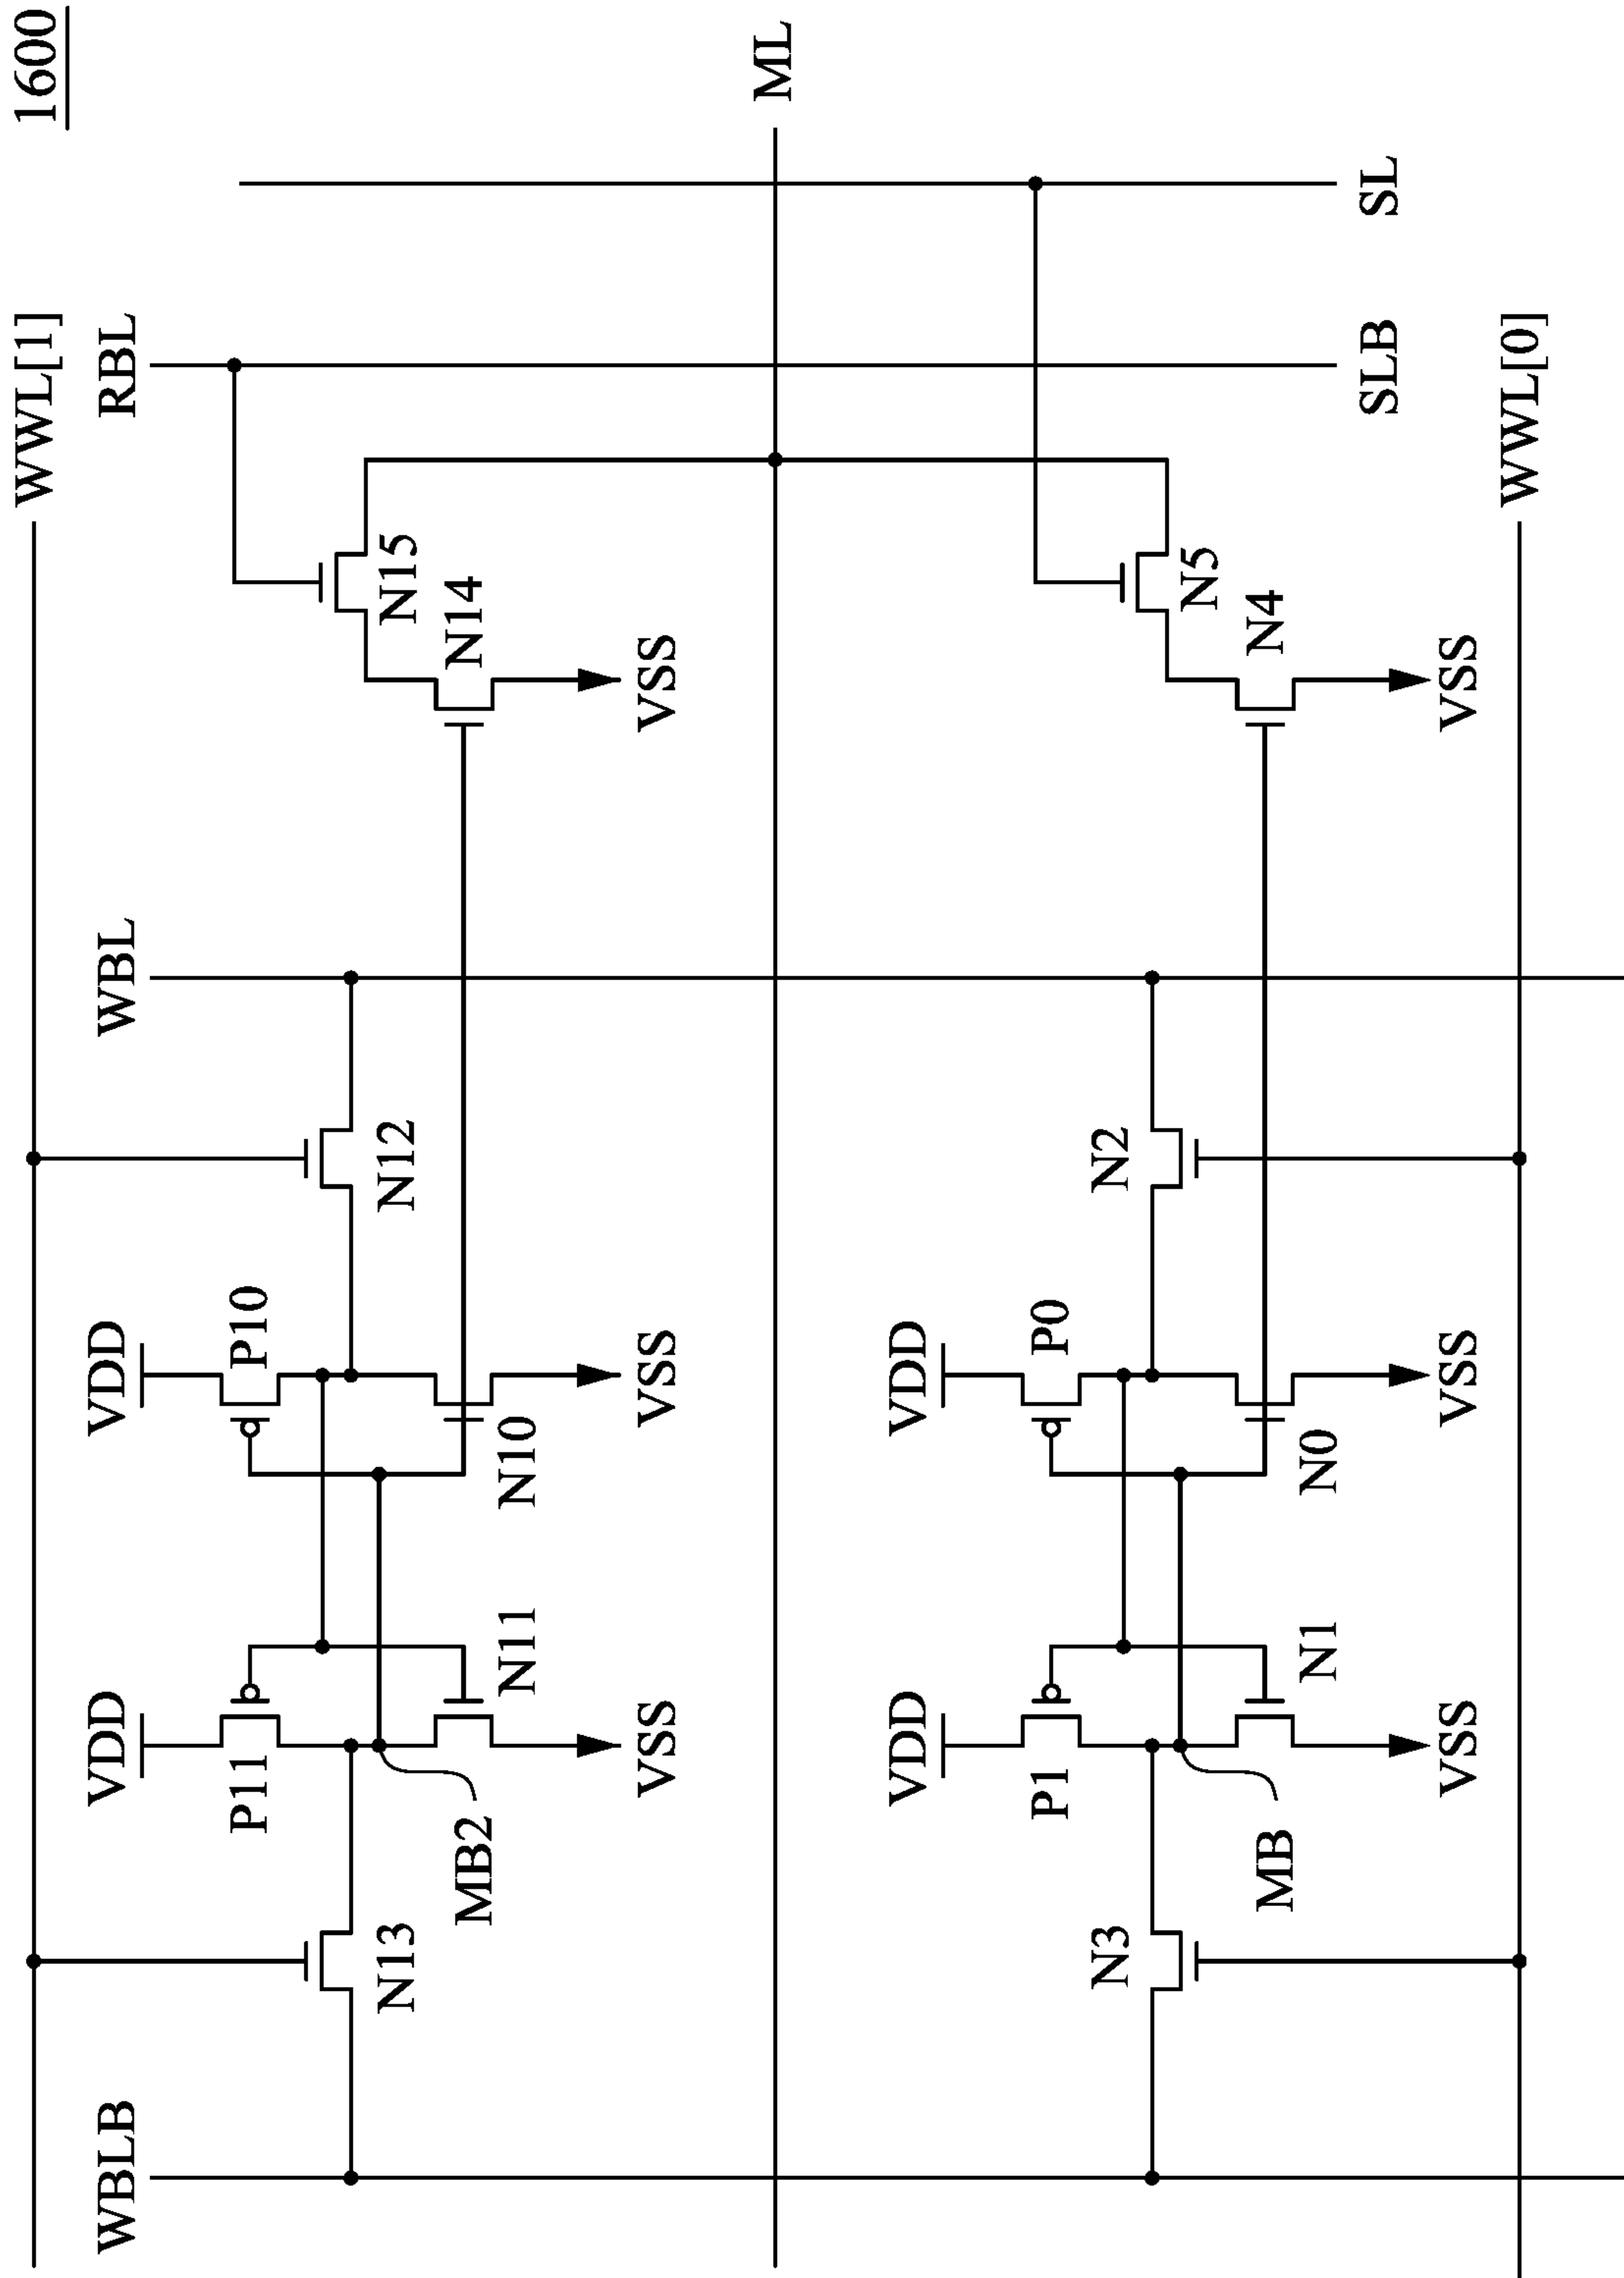 1600
WWL[1]
WBLB
WBL
RBL
VDD
VDD
P11
P10
N13
N12
N15
N14
MB2
N11
N10
VSS
VSS
VSS
ML
VDD
VDD
P1
P0
N3
N2
N5
N4
MB
N1
N0
VSS
VSS
VSS
SLB
SL
WWL[0]